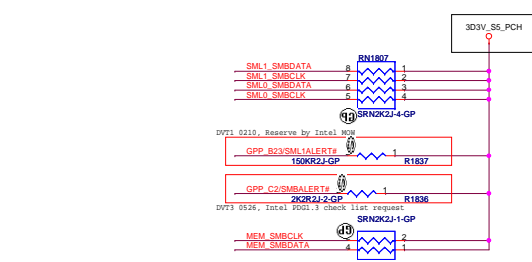 3D3V_S5_PCH
RN1807
SML1_SMBDATA 8 1
SML1_SMBCLK 7 2
SML0_SMBDATA 6 3
SML0_SMBCLK 5 4
SRN2K2J-4-GP
DVT1 0210, Reserve by Intel MOW
GPP_B23/SML1ALERT# 1
150KR2J-GP R1837
GPP_C2/SMBALERT# 1
2K2R2J-2-GP R1836
DVT3 0526, Intel PDG1.3 check list request
SRN2K2J-1-GP
MEM_SMBCLK 2
MEM_SMBDATA 4 1